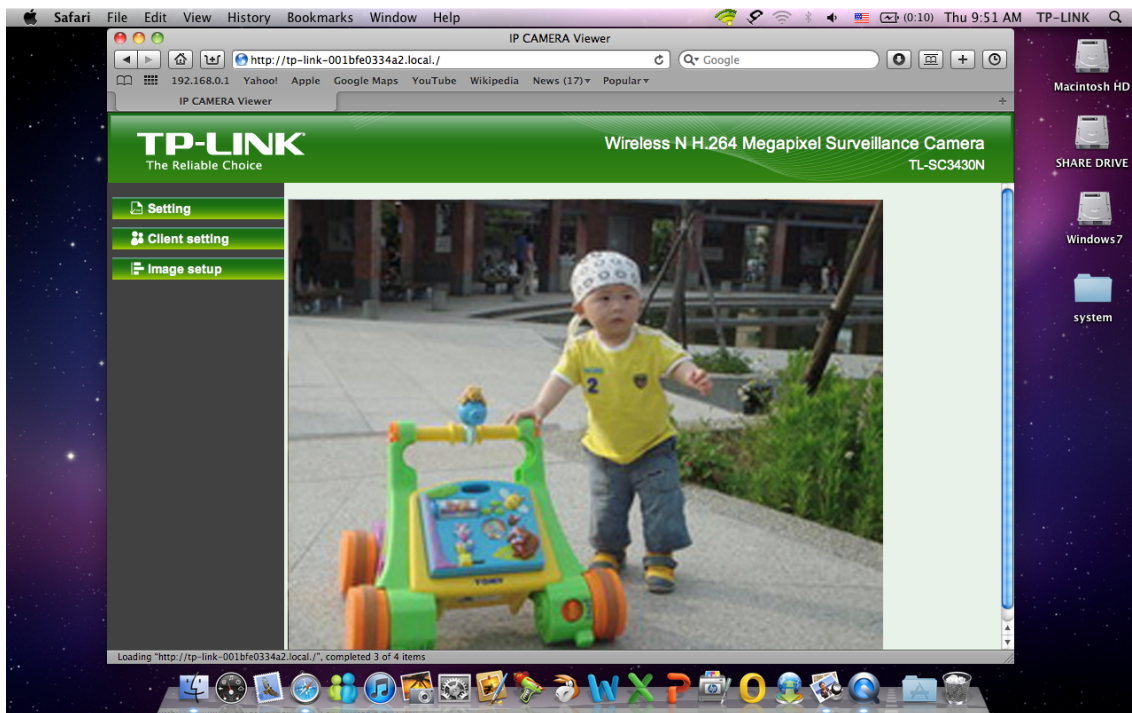 Safari File Edit View History Bookmarks Window Help (0:10) Thu 9:51 AM TP-LINK
IP CAMERA Viewer
http://tp-link-001bfe0334a2.local./ Google
192.168.0.1 Yahoo! Apple Google Maps YouTube Wikipedia News (17) Popular
IP CAMERA Viewer
Macintosh HD
TP-LINK
The Reliable Choice
Wireless N H.264 Megapixel Surveillance Camera
TL-SC3430N
SHARE DRIVE
Setting
Client setting
Image setup
Windows7
system
2
TOMY
Loading "http://tp-link-001bfe0334a2.local./", completed 3 of 4 items